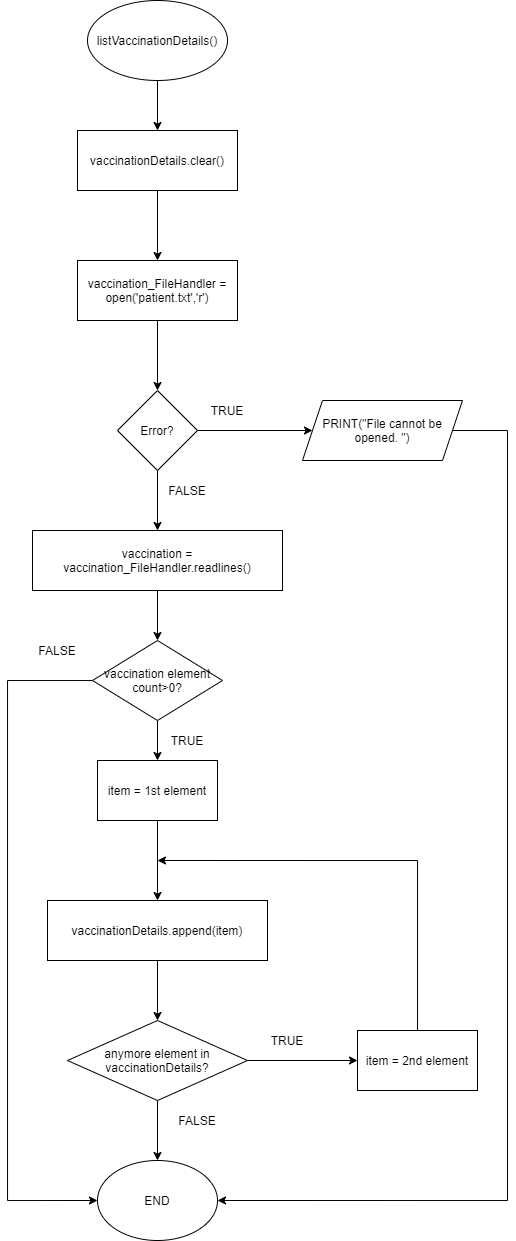 listVaccinationDetails()
vaccinationDetails.clear()
vaccination_FileHandler =
open('patient.txt','r')
Error?
TRUE
PRINT("File cannot be
opened. ")
FALSE
vaccination =
vaccination_FileHandler.readlines()
FALSE
vaccination element
count>0?
TRUE
item = 1st element
vaccinationDetails.append(item)
anymore element in
vaccinationDetails?
TRUE
item = 2nd element
FALSE
END